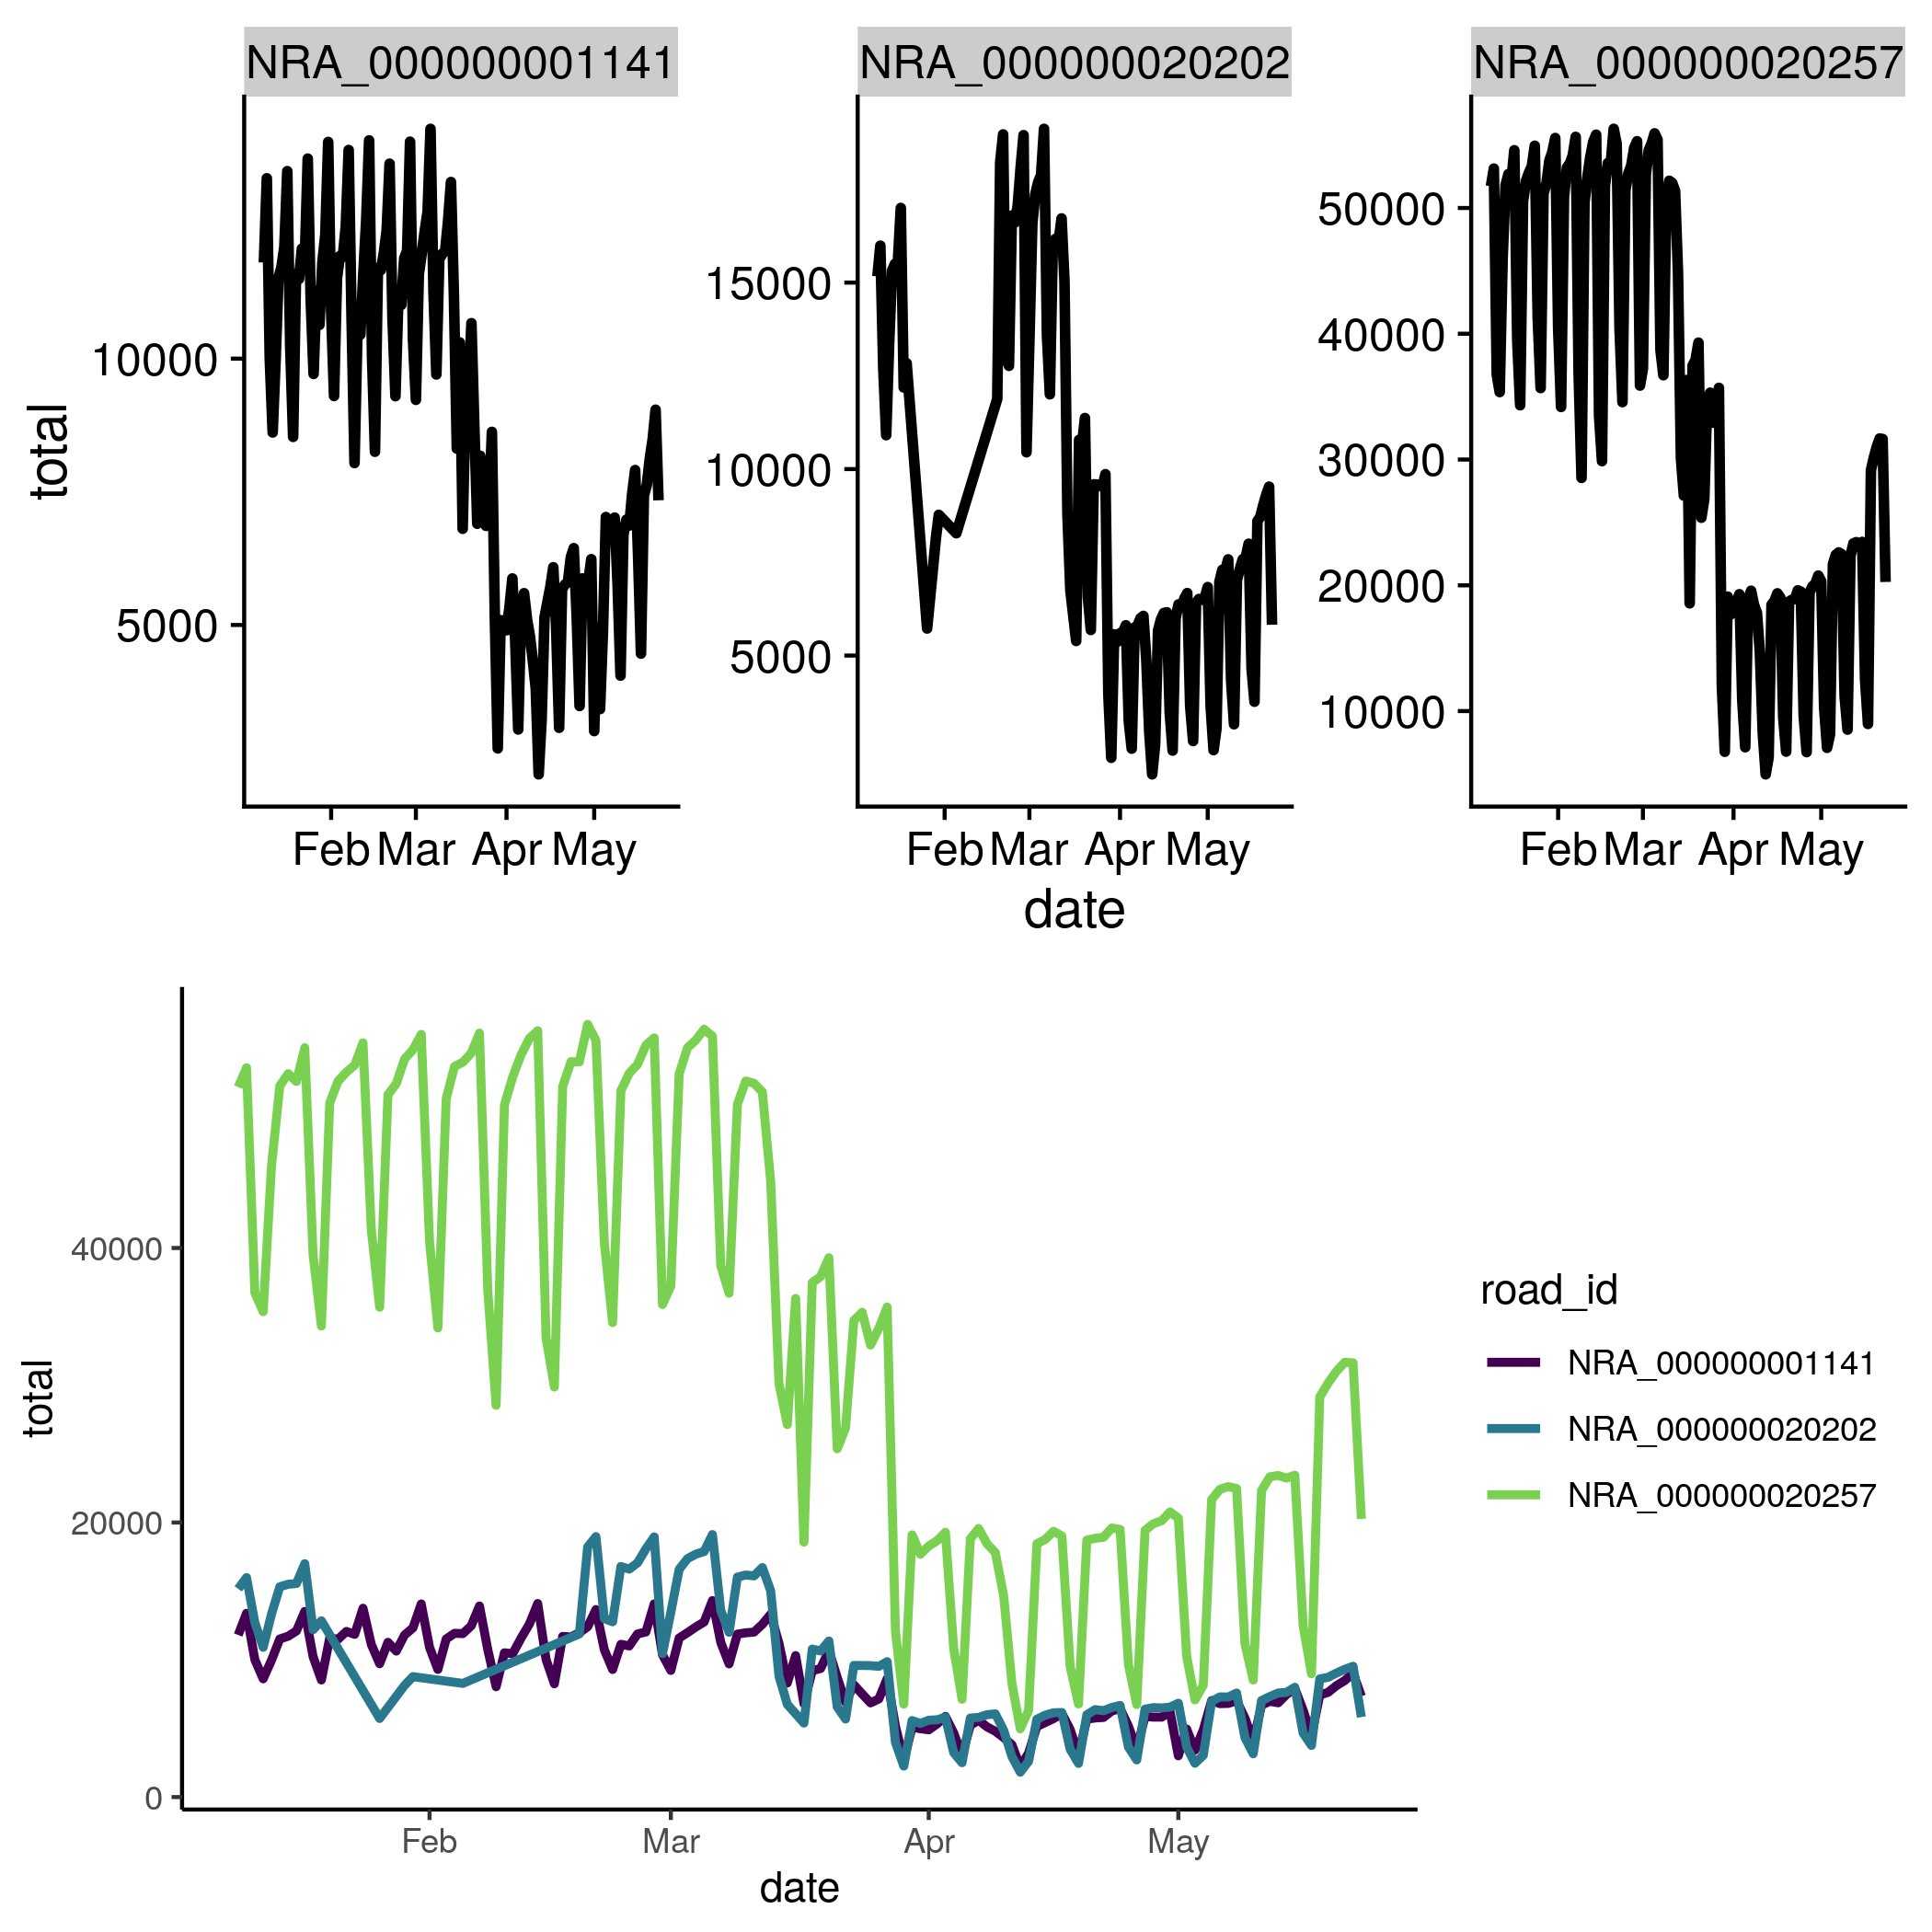 NRA_000000001141 NRA_000000020202 NRA_000000020257
total
10000
5000
15000
10000
5000
50000
40000
30000
20000
10000
Feb Mar Apr May
Feb Mar Apr May
Feb Mar Apr May
date
total
40000
20000
0
Feb Mar Apr May
date
road_id
NRA_000000001141
NRA_000000020202
NRA_000000020257